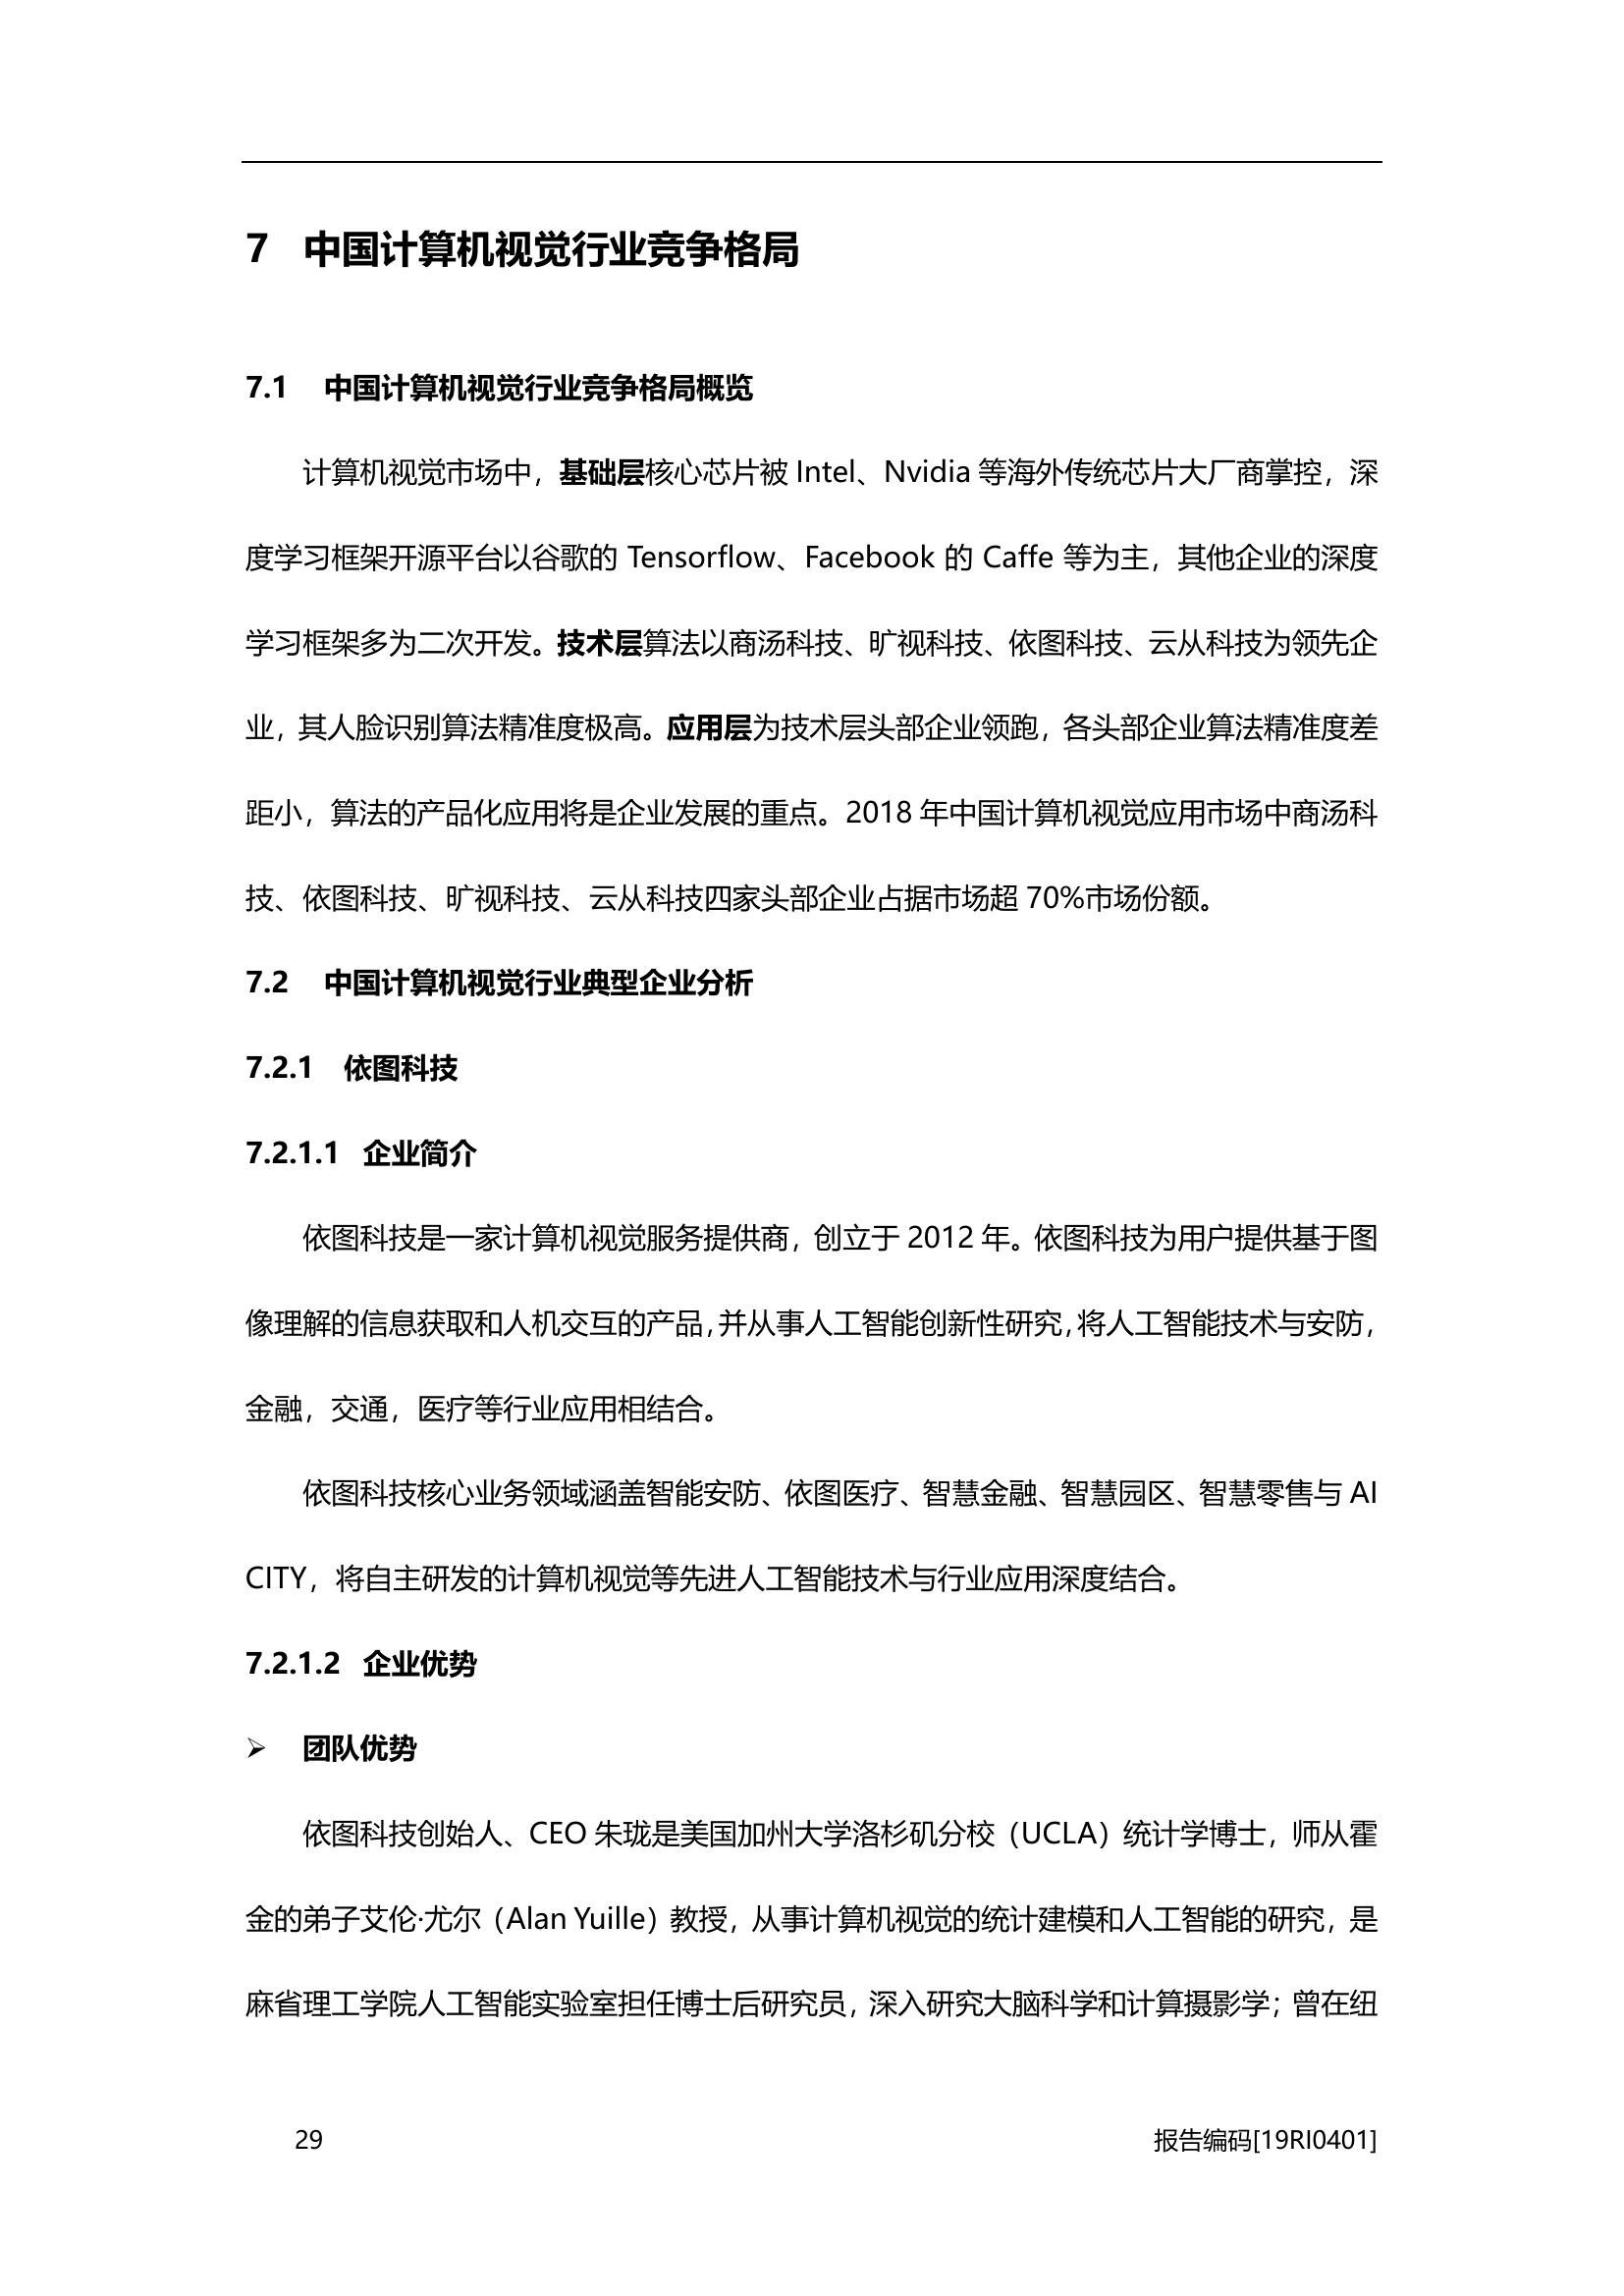 7 中国计算机视觉行业竞争格局
7.1 中国计算机视觉行业竞争格局概览
计算机视觉市场中，基础层核心芯片被 Intel、Nvidia 等海外传统芯片大厂商掌控，深
度学习框架开源平台以谷歌的 Tensorflow、Facebook 的 Caffe 等为主，其他企业的深度
学习框架多为二次开发。技术层算法以商汤科技、旷视科技、依图科技、云从科技为领先企
业，其人脸识别算法精准度极高。应用层为技术层头部企业领跑，各头部企业算法精准度差
距小，算法的产品化应用将是企业发展的重点。2018 年中国计算机视觉应用市场中商汤科
技、依图科技、旷视科技、云从科技四家头部企业占据市场超 70%市场份额。
7.2 中国计算机视觉行业典型企业分析
7.2.1 依图科技
7.2.1.1 企业简介
依图科技是一家计算机视觉服务提供商，创立于 2012 年。依图科技为用户提供基于图
像理解的信息获取和人机交互的产品，并从事人工智能创新性研究，将人工智能技术与安防，
金融，交通，医疗等行业应用相结合。
依图科技核心业务领域涵盖智能安防、依图医疗、智慧金融、智慧园区、智慧零售与 AI
CITY，将自主研发的计算机视觉等先进人工智能技术与行业应用深度结合。
7.2.1.2 企业优势
➢ 团队优势
依图科技创始人、CEO 朱珑是美国加州大学洛杉矶分校（UCLA）统计学博士，师从霍
金的弟子艾伦·尤尔（Alan Yuille）教授，从事计算机视觉的统计建模和人工智能的研究，是
麻省理工学院人工智能实验室担任博士后研究员，深入研究大脑科学和计算摄影学；曾在纽
29 报告编码[19RI0401]